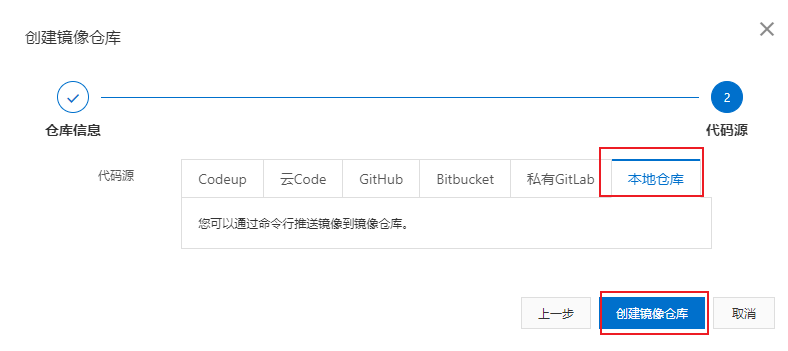 创建镜像仓库
2
仓库信息
代码源
代码源
Codeup
云Code
GitHub
Bitbucket
私有GitLab
本地仓库
您可以通过命令行推送镜像到镜像仓库。
上一步
创建镜像仓库
取消